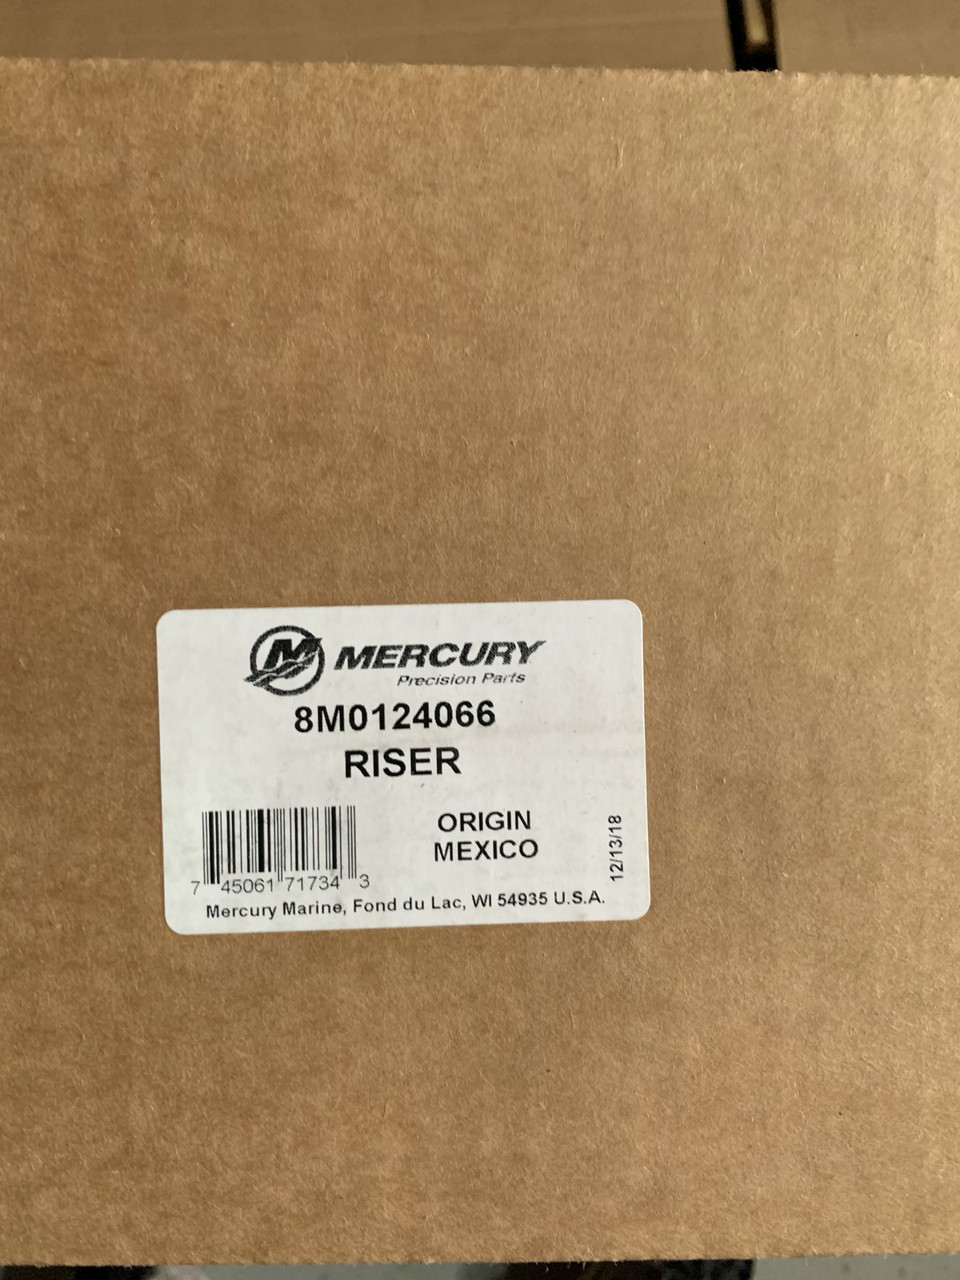 MERCURY
Precision Parts
8M0124066
RISER
ORIGIN
MEXICO
12/13/18
7 45061 71734 3
Mercury Marine, Fond du Lac, WI 54935 U.S.A.